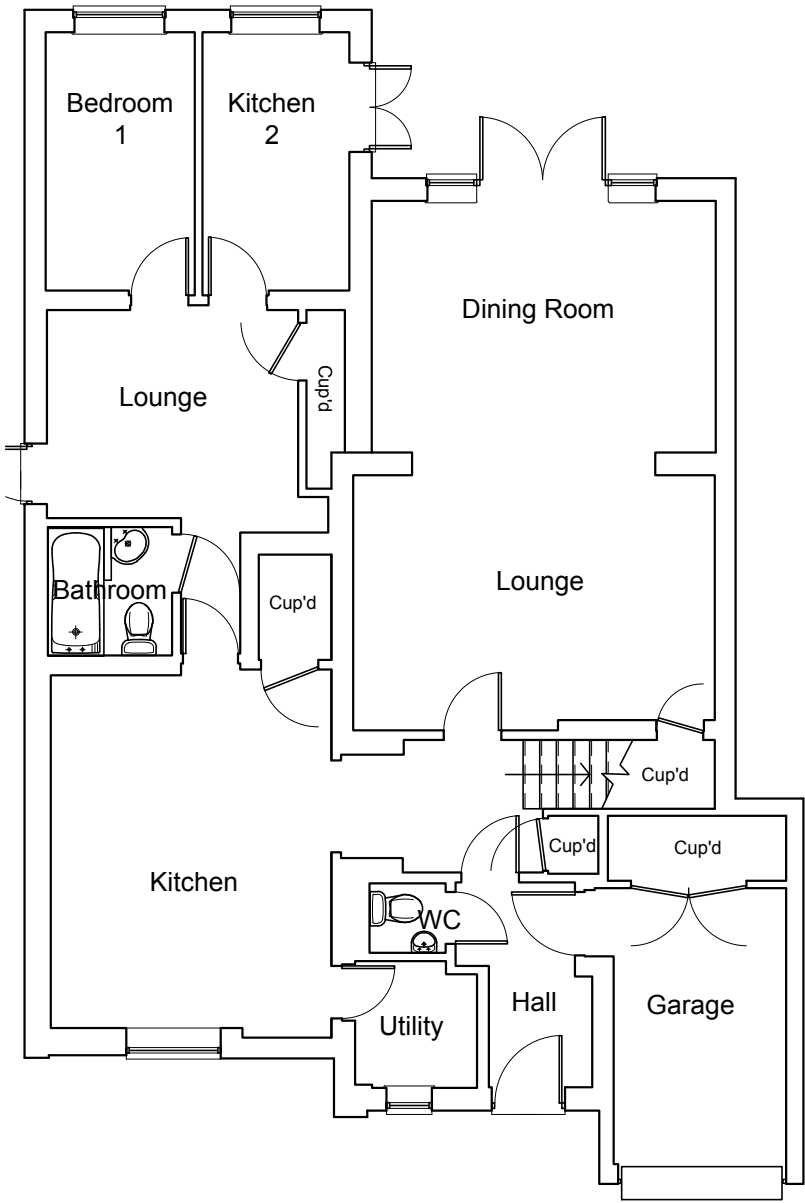 Bedroom
1
Kitchen
2
Dining Room
Lounge
Cup'd
Lounge
Bathroom
Cup'd
Cup'd
Cup'd
Cup'd
Kitchen
WC
Hall
Garage
Utility